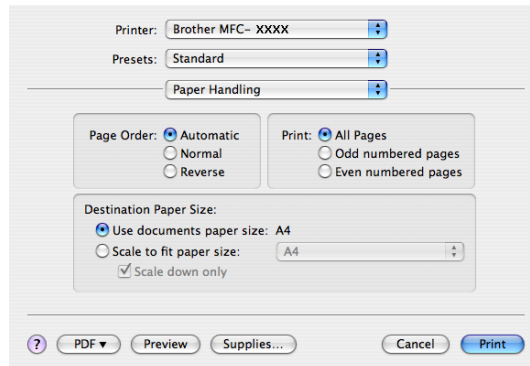 Printer: Brother MFC- XXXX
Presets: Standard
Paper Handling
Page Order: Automatic
Normal
Reverse
Print: All Pages
Odd numbered pages
Even numbered pages
Destination Paper Size:
Use documents paper size: A4
Scale to fit paper size: A4
Scale down only
? PDF▼ Preview Supplies... Cancel Print